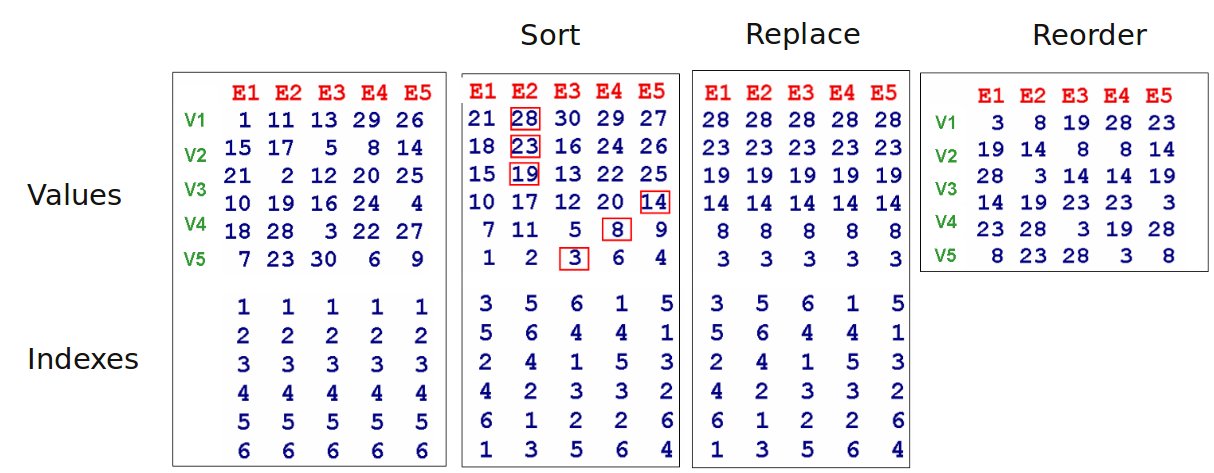 Sort
Replace
Reorder
Values
Indexes
E1 E2 E3 E4 E5
V1 1 11 13 29 26
V2 15 17 5 8 14
V3 21 2 12 20 25
10 19 16 24 4
V4 18 28 3 22 27
V5 7 23 30 6 9
1 1 1 1 1
2 2 2 2 2
3 3 3 3 3
4 4 4 4 4
5 5 5 5 5
6 6 6 6 6
E1 E2 E3 E4 E5
21 28 30 29 27
18 23 16 24 26
15 19 13 22 25
10 17 12 20 14
7 11 5 8 9
1 2 3 6 4
3 5 6 1 5
5 6 4 4 1
2 4 1 5 3
4 2 3 3 2
6 1 2 2 6
1 3 5 6 4
E1 E2 E3 E4 E5
28 28 28 28 28
23 23 23 23 23
19 19 19 19 19
14 14 14 14 14
8 8 8 8 8
3 3 3 3 3
3 5 6 1 5
5 6 4 4 1
2 4 1 5 3
4 2 3 3 2
6 1 2 2 6
1 3 5 6 4
E1 E2 E3 E4 E5
V1 3 8 19 28 23
V2 19 14 8 8 14
V3 28 3 14 14 19
14 19 23 23 3
V4 23 28 3 19 28
V5 8 23 28 3 8